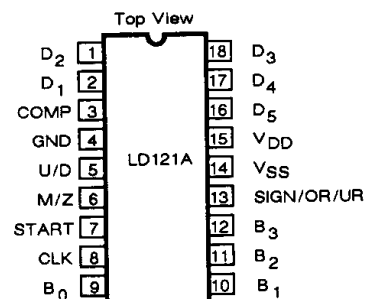 Top View
D2 1 18 D3
D1 2 17 D4
COMP 3 16 D5
GND 4 15 VDD
U/D 5 LD121A 14 VSS
M/Z 6 13 SIGN/OR/UR
START 7 12 B3
CLK 8 11 B2
B0 9 10 B1